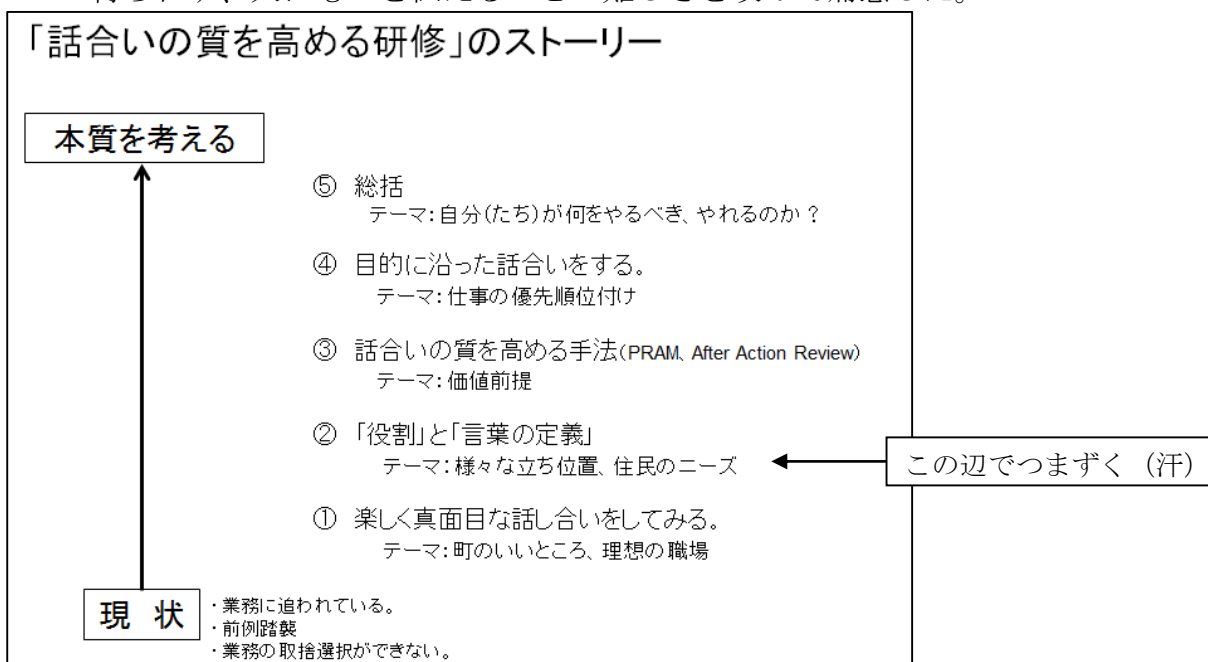 「話合いの質を高める研修」のストーリー
本質を考える
⑤ 総括
テーマ：自分（たち）が何をやるべき、やれるのか？
④ 目的に沿った話合いをする。
テーマ：仕事の優先順位付け
③ 話合いの質を高める手法（PRAM、After Action Review）
テーマ：価値前提
② 「役割」と「言葉の定義」
テーマ：様々な立ち位置、住民のニーズ
この辺でつまずく（汗）
① 楽しく真面目な話し合いをしてみる。
テーマ：町のいいところ、理想の職場
現 状
・業務に追われている。
・前例踏襲
・業務の取捨選択ができない。